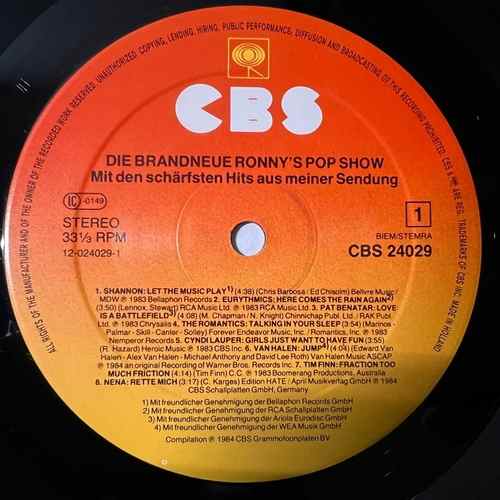 CBS
DIE BRANDNEUE RONNY'S POP SHOW
Mit den schärfsten Hits aus meiner Sendung
IC -0149
STEREO
33⅓ RPM
12-024029-1
1
BIEM/STEMRA
CBS 24029
1. SHANNON: LET THE MUSIC PLAY¹⁾ (4:38) (Chris Barbosa / Ed Chisolm) Bellvre Music/
MDW ℗ 1983 Bellaphon Records 2. EURYTHMICS: HERE COMES THE RAIN AGAIN²⁾
(3:50) (Lennox, Stewart) RCA Music Ltd ℗ 1983 RCA Music Ltd. 3. PAT BENATAR: LOVE
IS A BATTLEFIELD³⁾ (4:08) (M. Chapman / N. Knight) Chinnichap Publ. Ltd / RAK Publ.
Ltd. ℗ 1983 Chrysalis 4. THE ROMANTICS: TALKING IN YOUR SLEEP (3:54) (Marinos -
Palmar - Skill - Canler - Solley) Forever Endeavor Music Inc. / Romantics, Inc. ℗ 1983
Nemperor Records 5. CYNDI LAUPER: GIRLS JUST WANT TO HAVE FUN (3:55)
(R. Hazard) Heroic Music ℗ 1983 CBS Inc. 6. VAN HALEN: JUMP⁴⁾ (4:04) (Edward Van
Halen - Alex Van Halen - Michael Anthony and David Lee Roth) Van Halen Music ASCAP
℗ 1984 an original Recording of Warner Bros. Records Inc. 7. TIM FINN: FRACTION TOO
MUCH FRICTION (4:14) (Tim Finn) C.T. ℗ 1983 Boomerang Productions, Australia
8. NENA: RETTE MICH (3:17) (C. Karges) Edition HATE / April Musikverlag GmbH ℗ 1984
CBS Schallplatten GmbH, Germany
1) Mit freundlicher Genehmigung der Bellaphon Records GmbH
2) Mit freundlicher Genehmigung der RCA Schallplatten GmbH
3) Mit freundlicher Genehmigung der Ariola Eurodisc GmbH
4) Mit freundlicher Genehmigung der WEA Musik GmbH
Compilation ℗ 1984 CBS Grammofoonplaten BV
ALL RIGHTS OF THE MANUFACTURER AND OF THE OWNER OF THE RECORDED WORK RESERVED. UNAUTHORIZED COPYING, LENDING, HIRING, PUBLIC PERFORMANCE, DIFFUSION AND BROADCASTING OF THIS RECORDING PROHIBITED. CBS & ARE REG. TRADEMARKS OF CBS INC. MADE IN HOLLAND